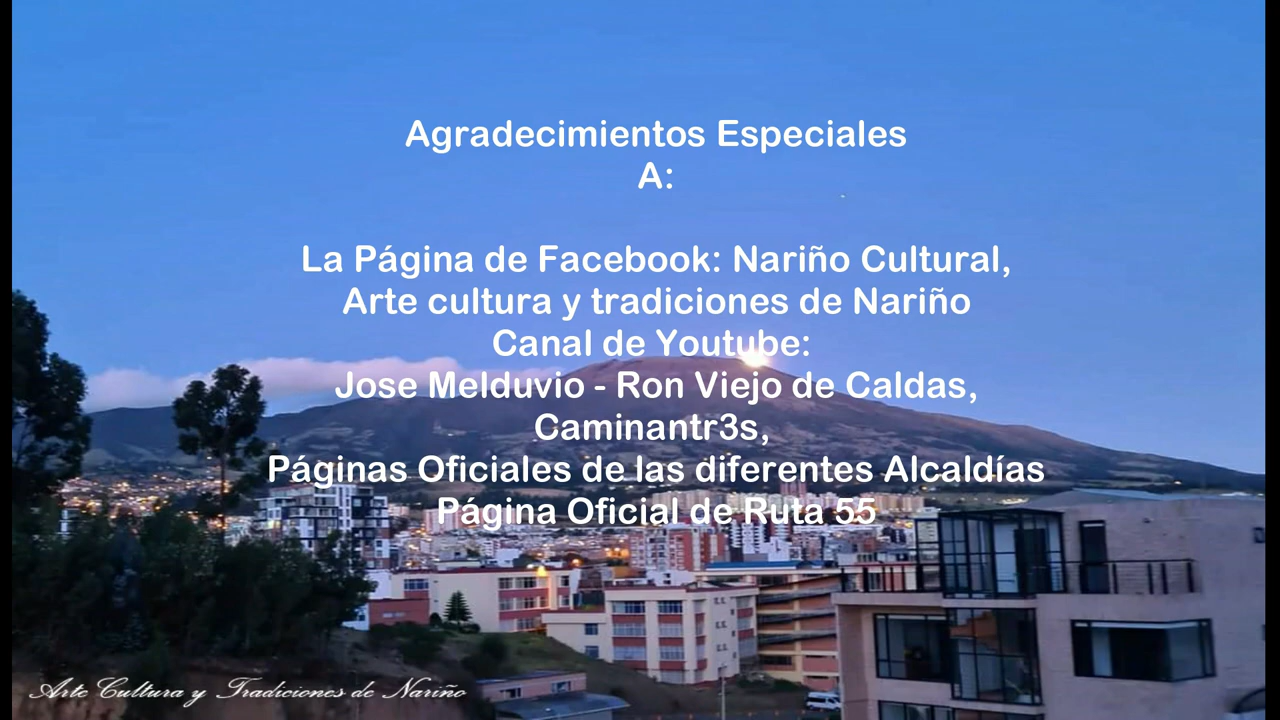 Agradecimientos Especiales
A:
La Página de Facebook: Nariño Cultural,
Arte cultura y tradiciones de Nariño
Canal de Youtube:
Jose Melduvio - Ron Viejo de Caldas,
Caminantr3s,
Páginas Oficiales de las diferentes Alcaldías
Página Oficial de Ruta 55
Arte Cultura y Tradiciones de Nariño